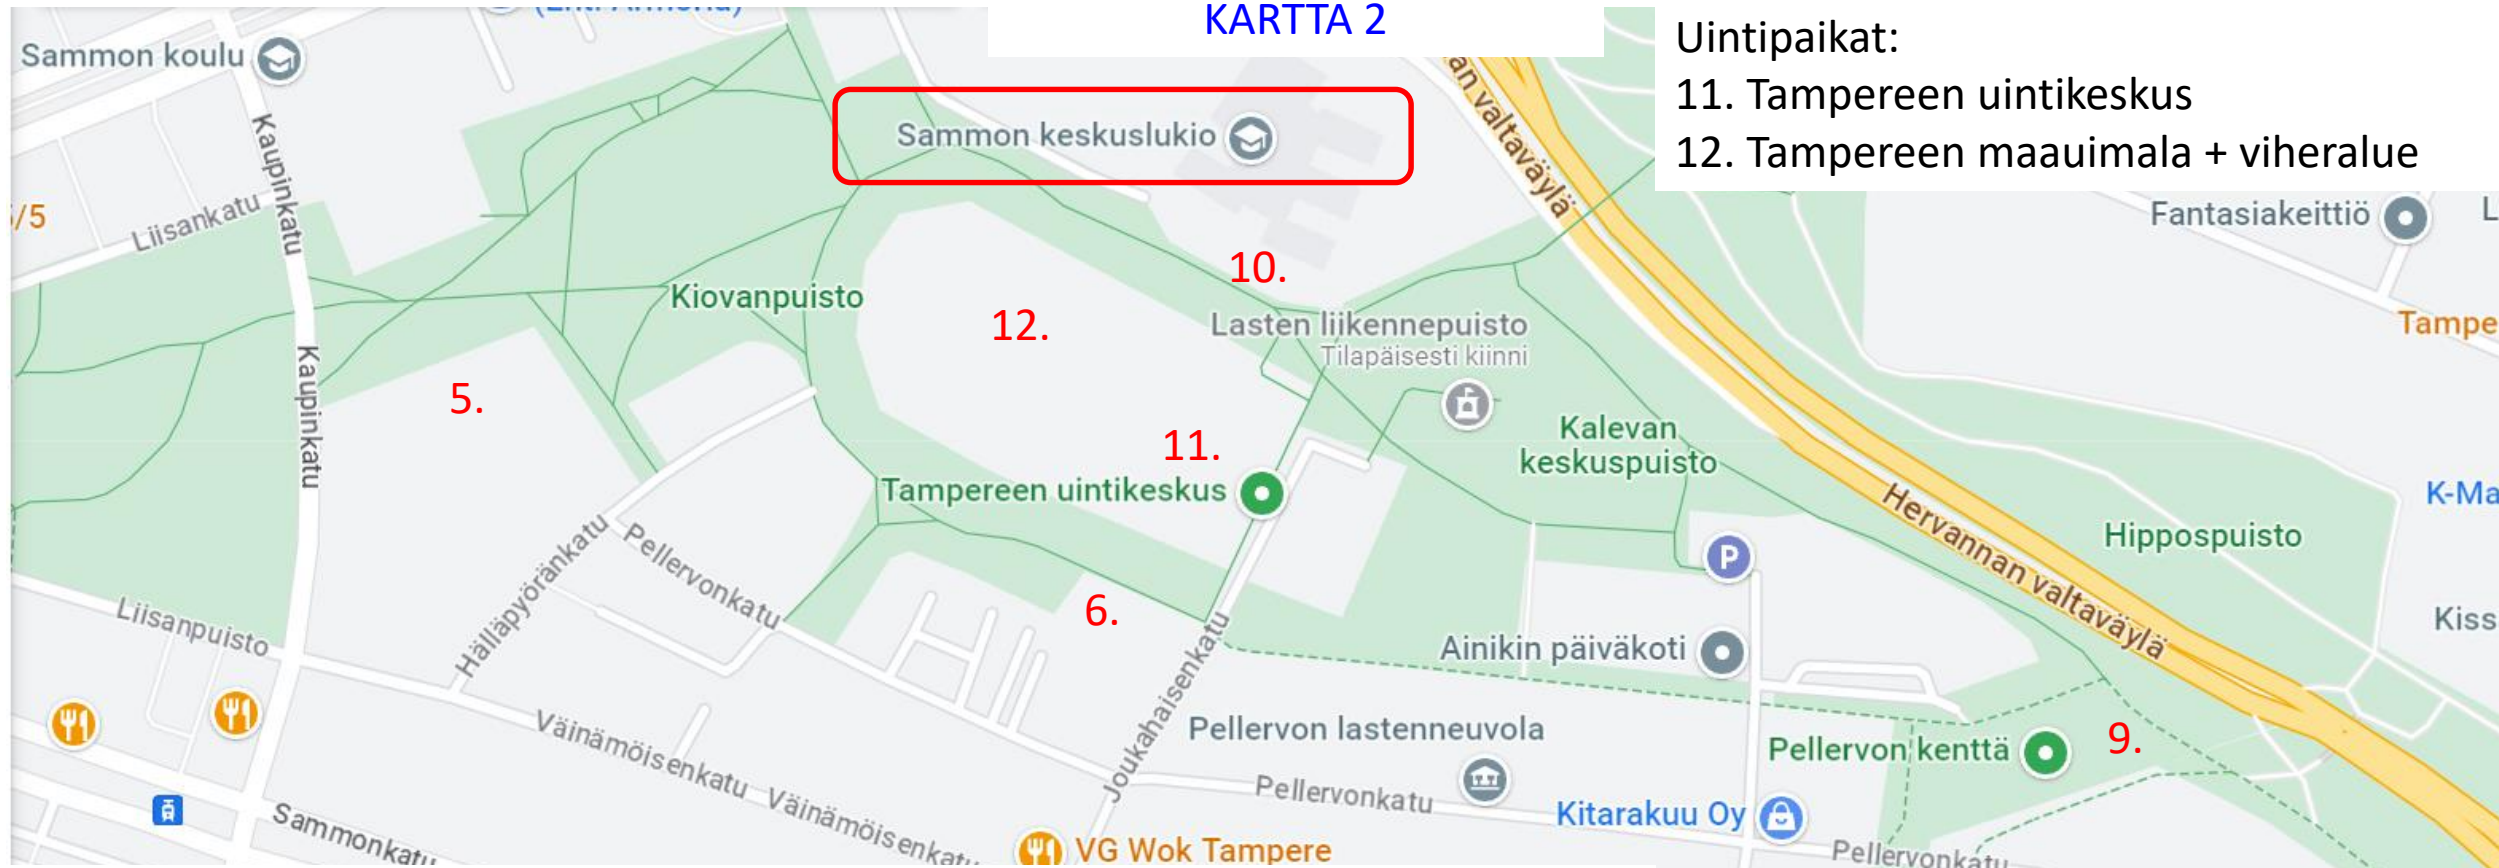 KARTTA 2
Uintipaikat:
11. Tampereen uintikeskus
12. Tampereen maauimala + viheralue
Sammon koulu
Sammon keskuslukio
Kaupinkatu
Liisankatu
/5
Fantasiakeittiö
L
Kiovanpuisto
10.
12.
Lasten liikennepuisto
Tilapäisesti kiinni
Tampe
Kaupinkatu
5.
11.
Tampereen uintikeskus
Kalevan
keskuspuisto
K-Ma
Hervannan valtaväylä
Hippospuisto
P
Hälläpyöränkatu
Pellervonkatu
6.
Liisanpuisto
Joukahaisenkatu
Ainikin päiväkoti
Kiss
Väinämöisenkatu
Väinämöisenkatu
Pellervon lastenneuvola
Pellervon kenttä
9.
Pellervonkatu
Kitarakuu Oy
Sammonkatu
VG Wok Tampere
Pellervonkatu
an valtaväylä